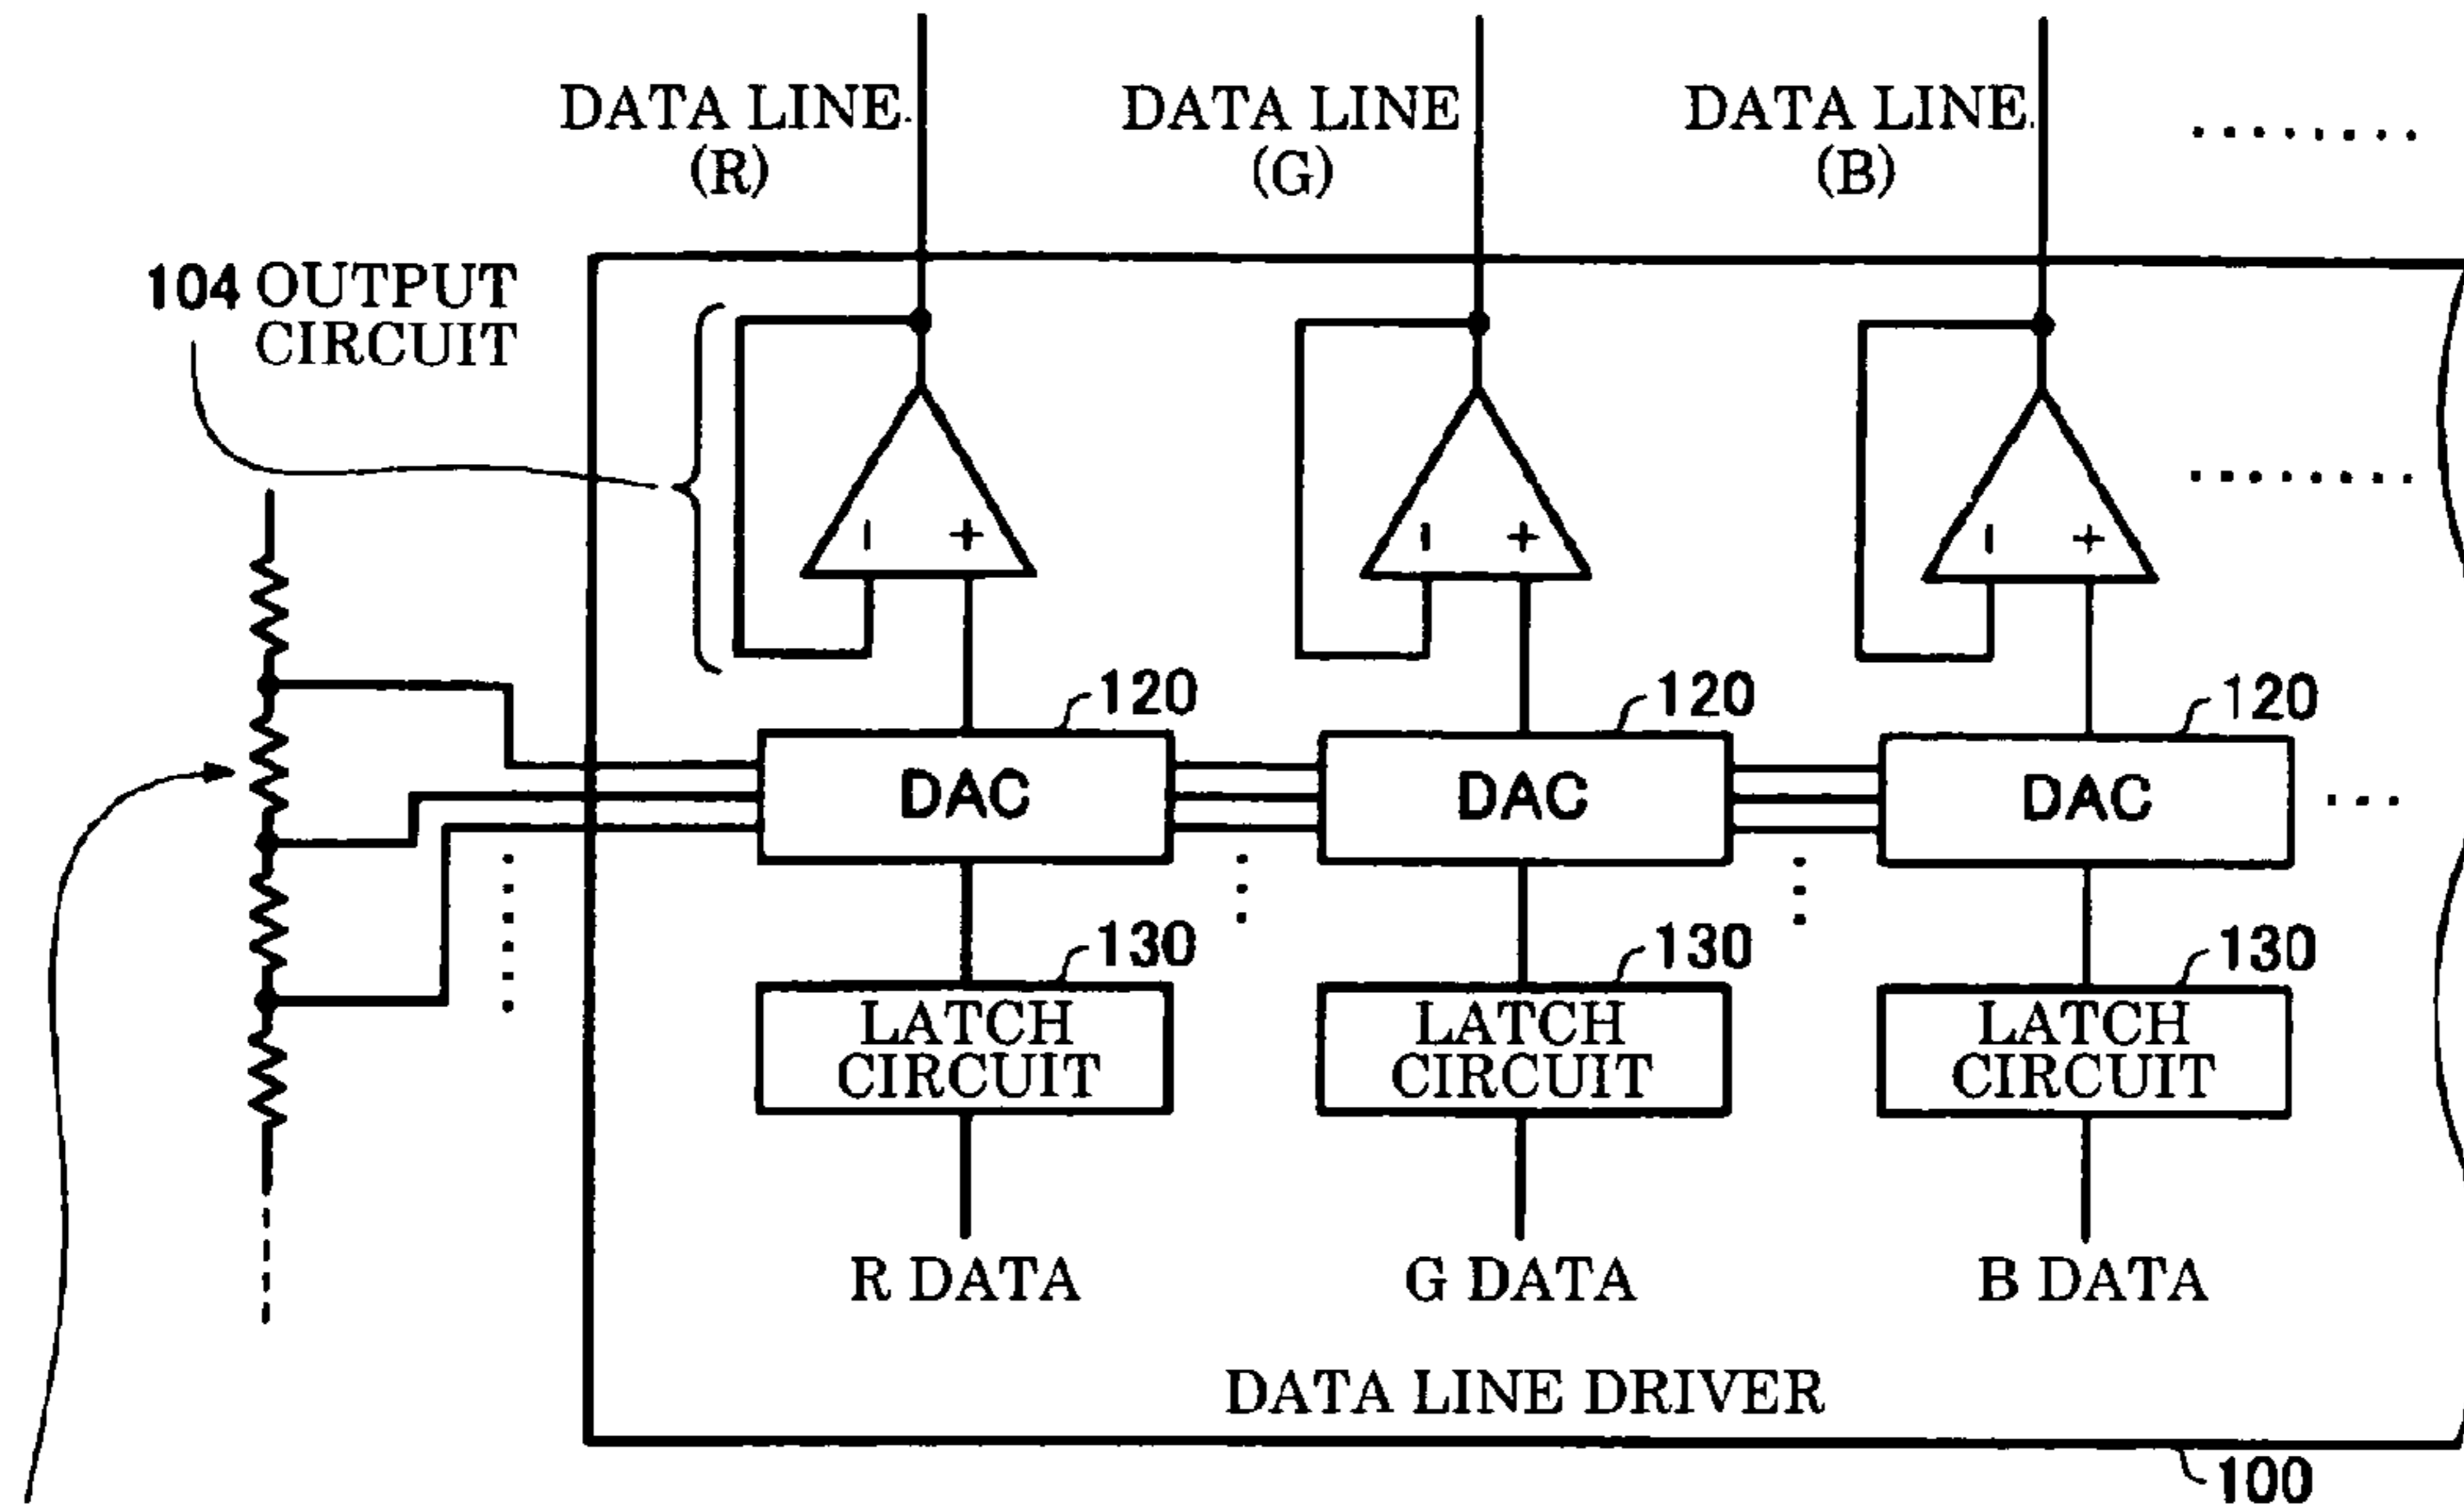 DATA LINE
(R)
DATA LINE
(G)
DATA LINE
(B)
104 OUTPUT
CIRCUIT
- +
- +
- +
120
120
120
DAC
DAC
DAC
130
130
130
LATCH
CIRCUIT
LATCH
CIRCUIT
LATCH
CIRCUIT
R DATA
G DATA
B DATA
DATA LINE DRIVER
100